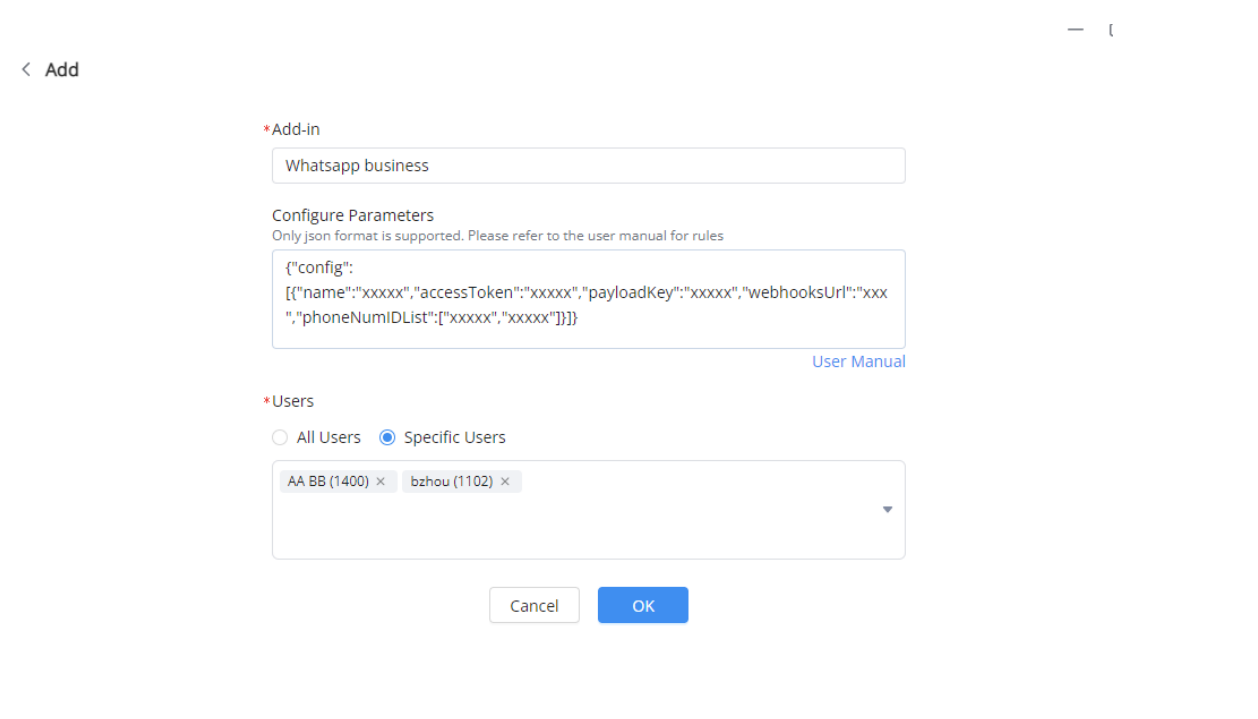 Add
*Add-in
Whatsapp business
Configure Parameters
Only json format is supported. Please refer to the user manual for rules
{"config":
[{"name":"xxxxx","accessToken":"xxxxx","payloadKey":"xxxxx","webhooksUrl":"xxx
","phoneNumIDList":["xxxxx","xxxxx"]}]}
User Manual
*Users
All Users Specific Users
AA BB (1400) × bzhou (1102) ×
Cancel OK